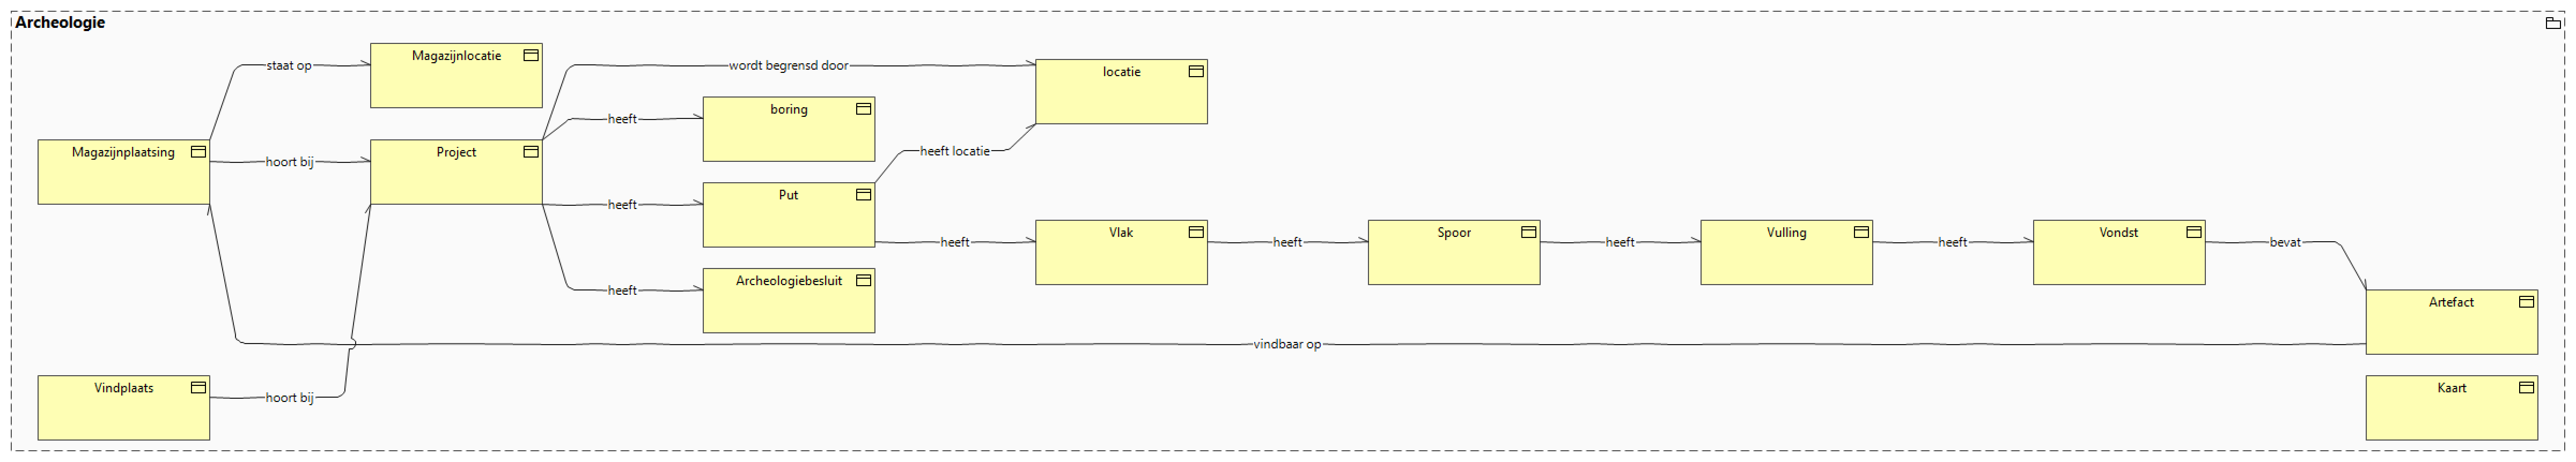 Archeologie
Magazijnlocatie
staat op
wordt begrensd door
locatie
boring
heeft
Magazijnplaatsing
hoort bij
Project
heeft locatie
Put
heeft
Vlak
heeft
Spoor
heeft
Vulling
heeft
Vondst
bevat
heeft
Archeologiebesluit
heeft
Artefact
vindbaar op
Vindplaats
hoort bij
Kaart